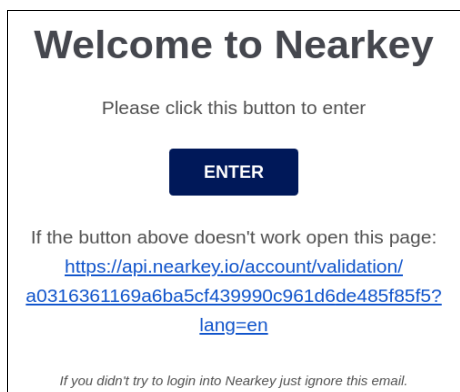 Welcome to Nearkey
Please click this button to enter
ENTER
If the button above doesn't work open this page:
https://api.nearkey.io/account/validation/
a0316361169a6ba5cf439990c961d6de485f85f5?
lang=en
If you didn't try to login into Nearkey just ignore this email.